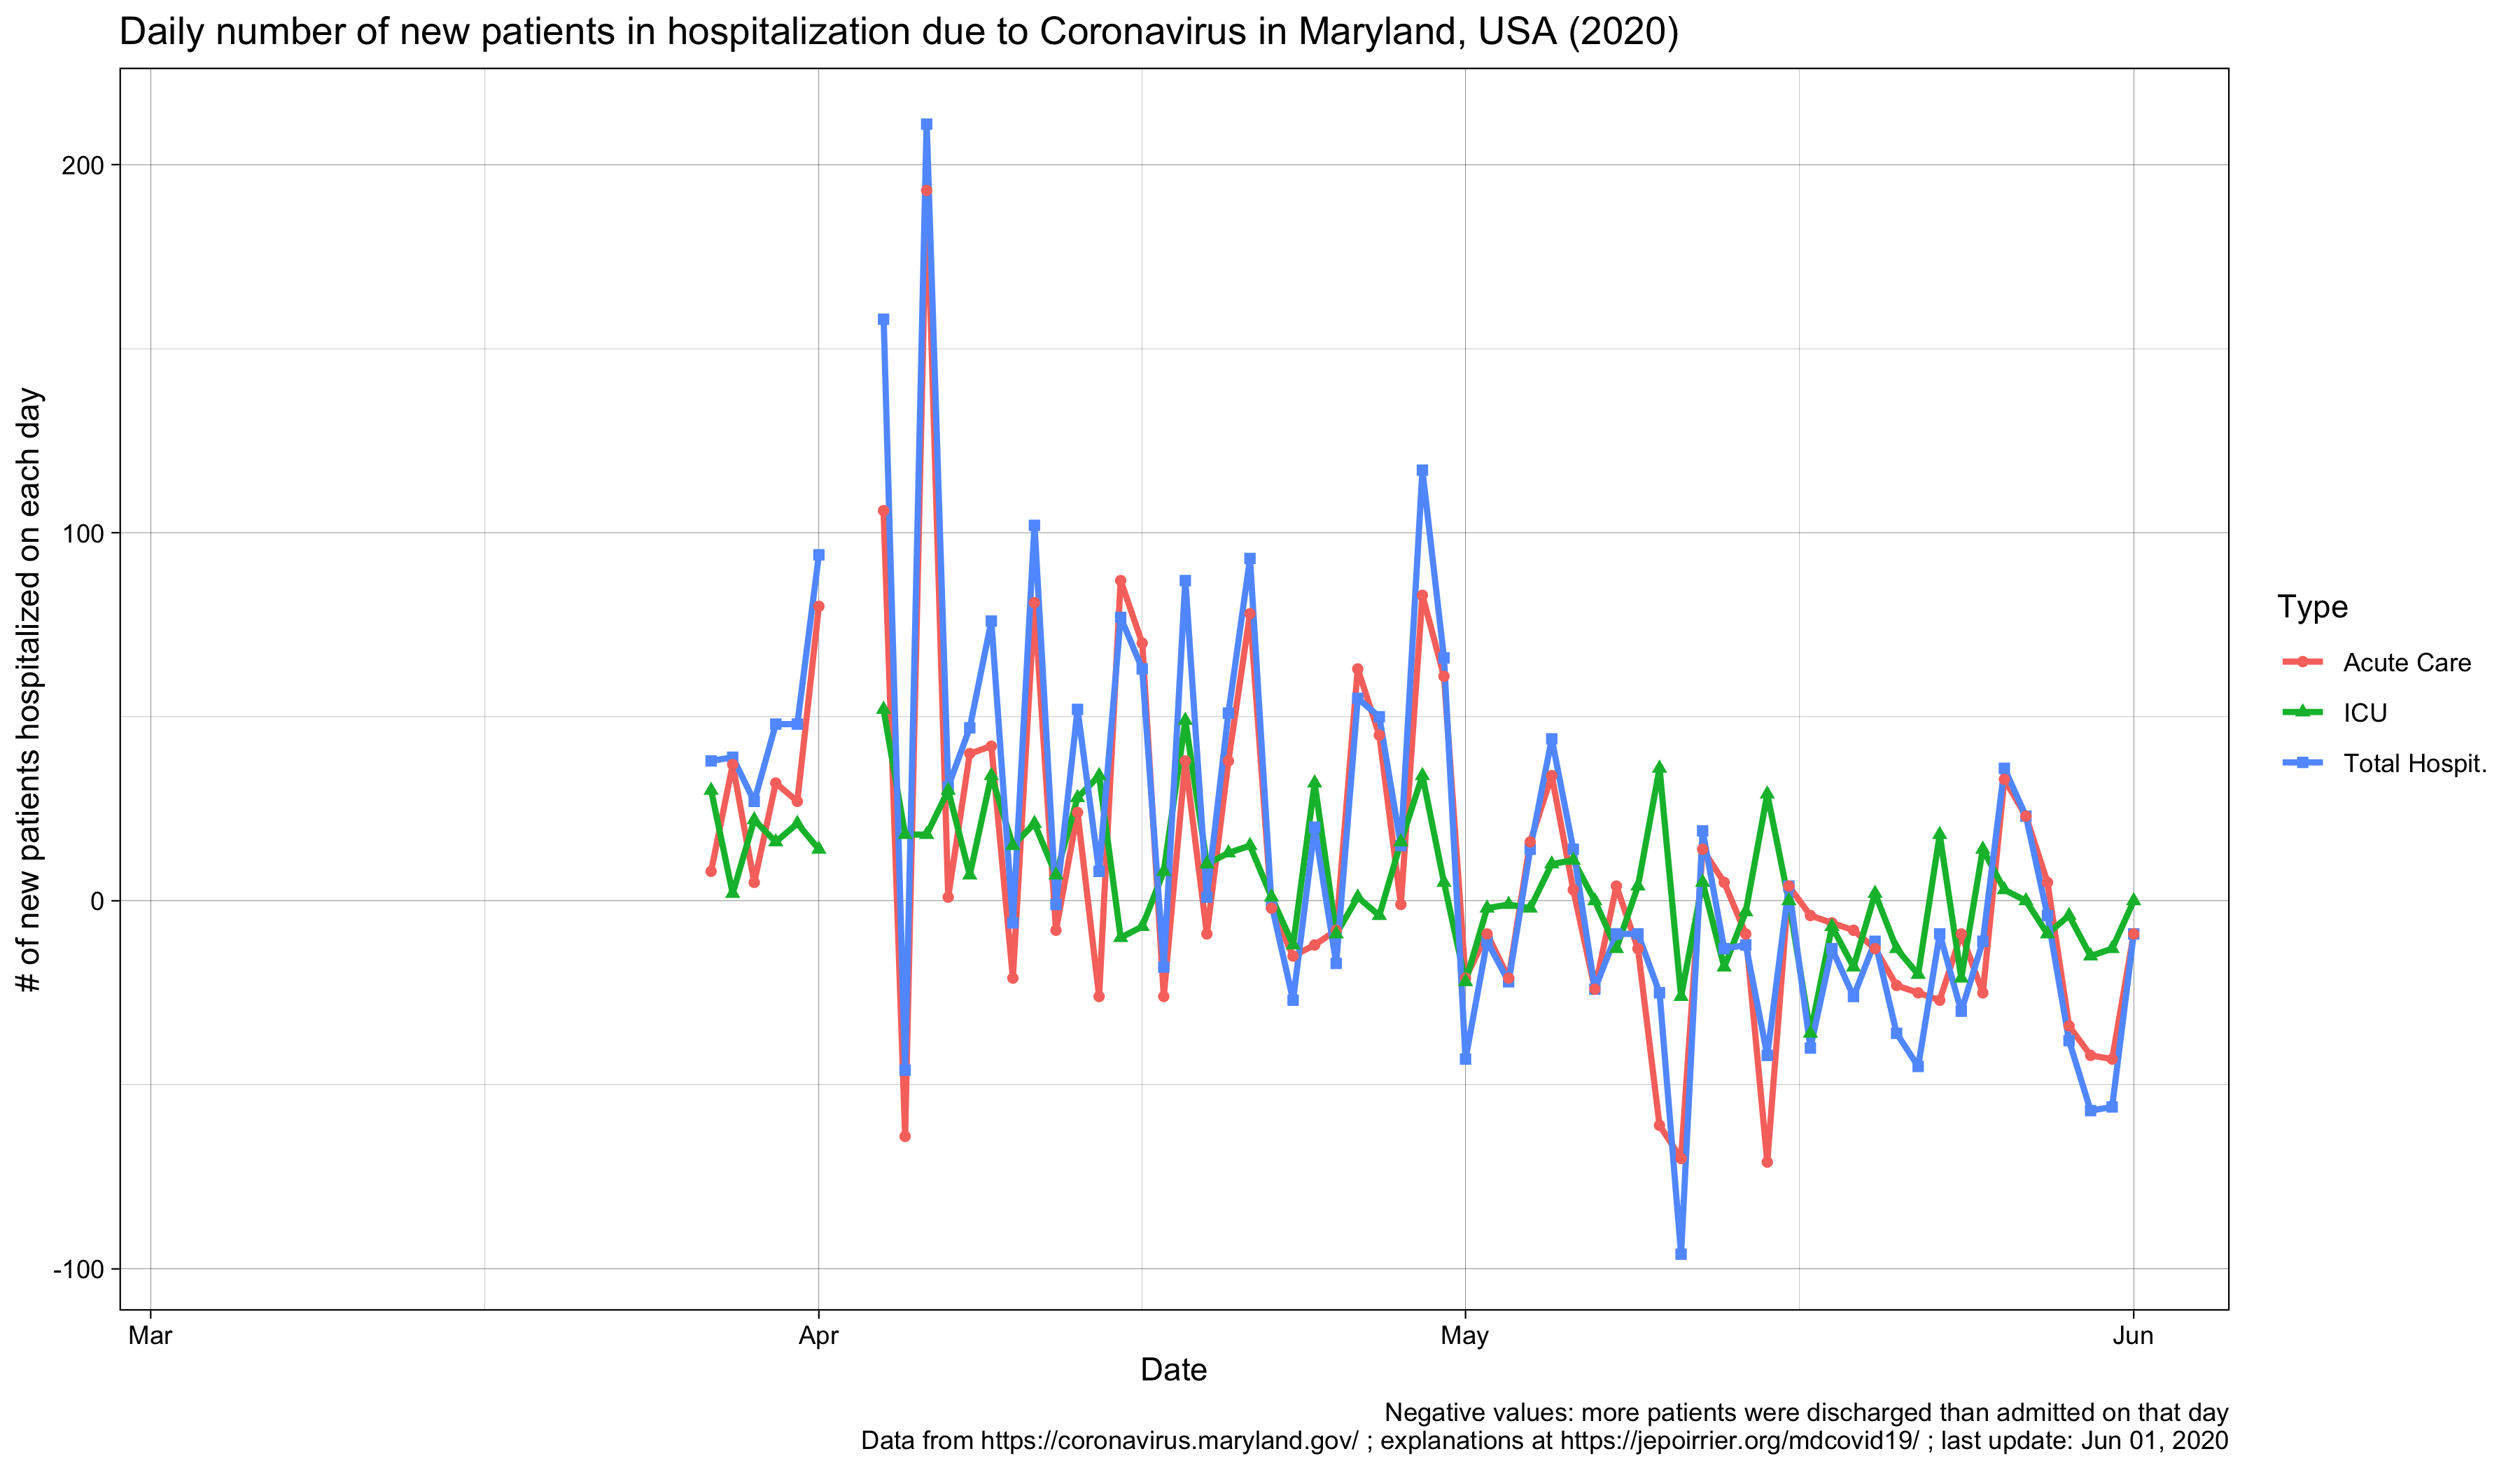 Daily number of new patients in hospitalization due to Coronavirus in Maryland, USA (2020)
# of new patients hospitalized on each day
200
100
0
-100
Mar
Apr
May
Jun
Date
Type
Acute Care
ICU
Total Hospit.
Negative values: more patients were discharged than admitted on that day
Data from https://coronavirus.maryland.gov/ ; explanations at https://jepoirrier.org/mdcovid19/ ; last update: Jun 01, 2020